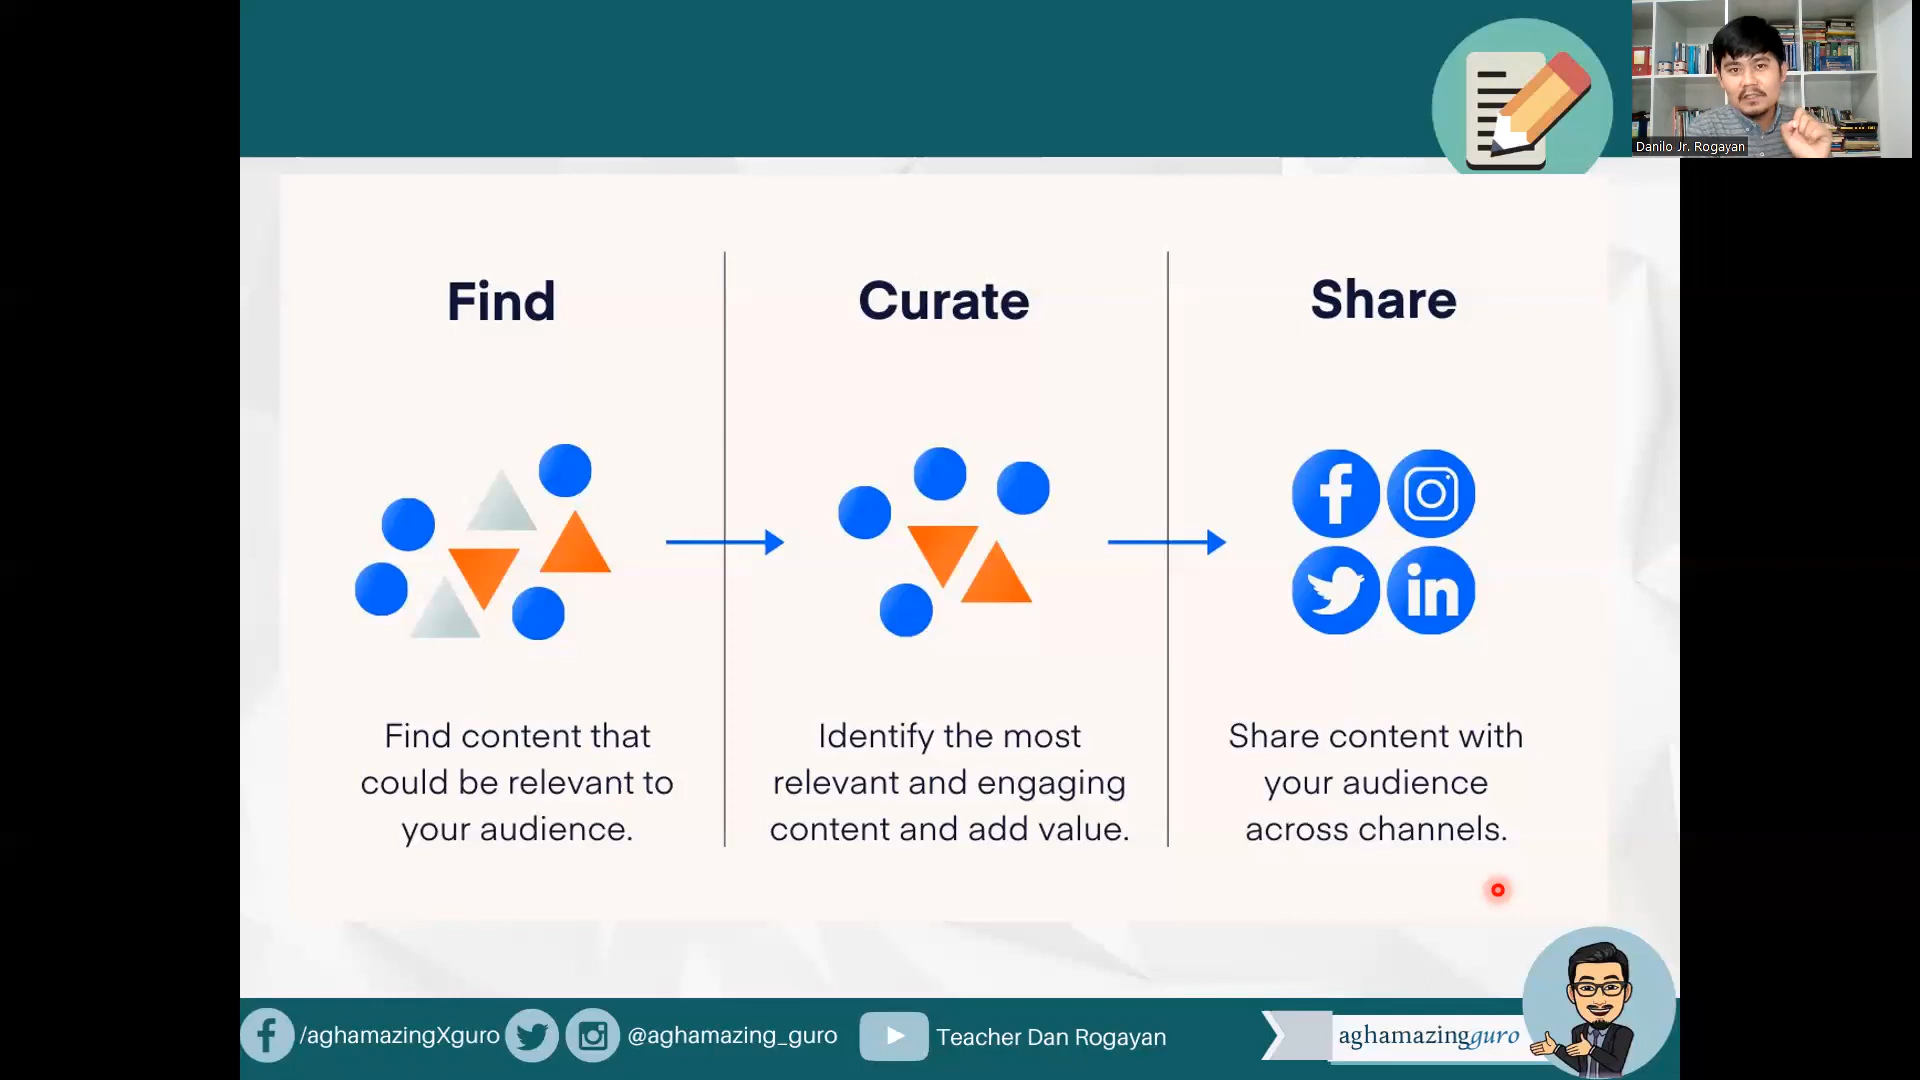 Danilo Jr. Rogayan
Find
Curate
Share
Find content that
could be relevant to
your audience.
Identify the most
relevant and engaging
content and add value.
Share content with
your audience
across channels.
/aghamazingXguro
@aghamazing_guro
Teacher Dan Rogayan
aghamazingguro